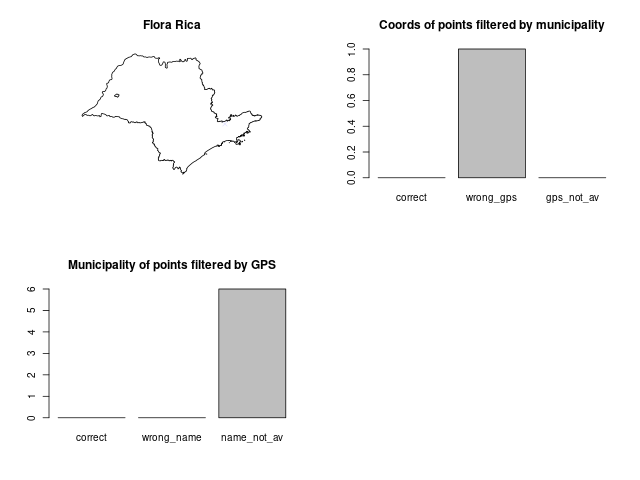 Flora Rica
Coords of points filtered by municipality
1.0
0.8
0.6
0.4
0.2
0.0
correct wrong_gps gps_not_av
Municipality of points filtered by GPS
6
5
4
3
2
1
0
correct wrong_name name_not_av